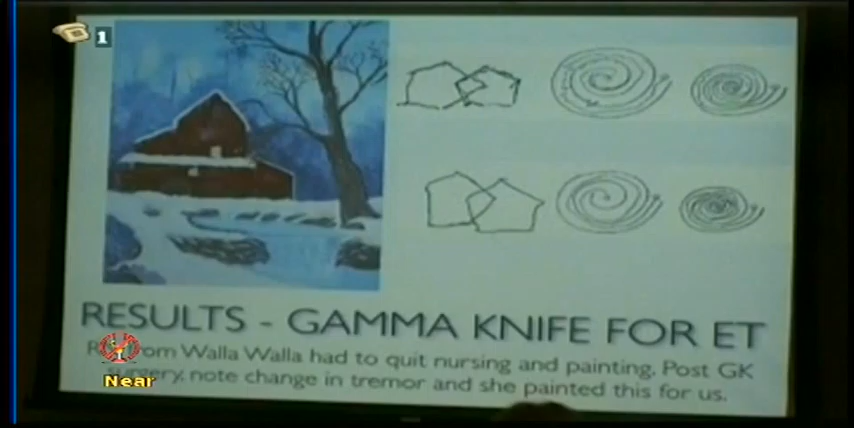 1
RESULTS - GAMMA KNIFE FOR ET
from Walla Walla had to quit nursing and painting. Post GK
surgery, note change in tremor and she painted this for us.
Near